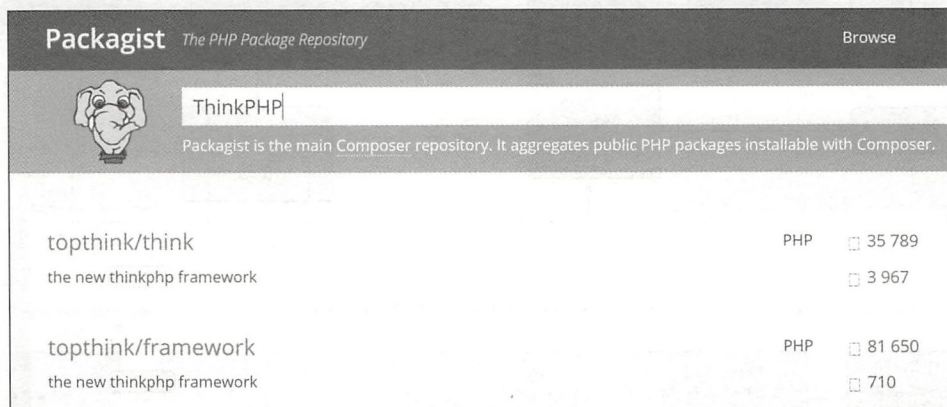 Packagist The PHP Package Repository Browse
ThinkPHP
Packagist is the main Composer repository. It aggregates public PHP packages installable with Composer.
topthink/think PHP 35 789
the new thinkphp framework 3 967
topthink/framework PHP 81 650
the new thinkphp framework 710